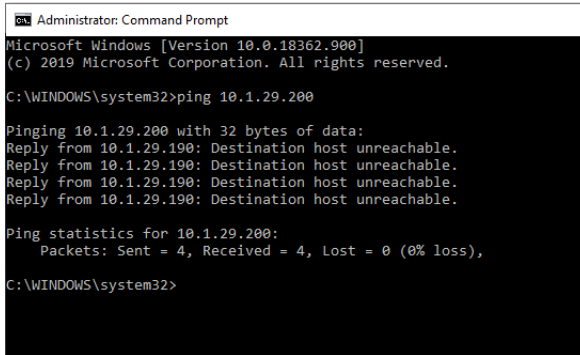 Administrator: Command Prompt
Microsoft Windows [Version 10.0.18362.900]
(c) 2019 Microsoft Corporation. All rights reserved.
C:\WINDOWS\system32>ping 10.1.29.200
Pinging 10.1.29.200 with 32 bytes of data:
Reply from 10.1.29.190: Destination host unreachable.
Reply from 10.1.29.190: Destination host unreachable.
Reply from 10.1.29.190: Destination host unreachable.
Reply from 10.1.29.190: Destination host unreachable.
Ping statistics for 10.1.29.200:
    Packets: Sent = 4, Received = 4, Lost = 0 (0% loss),
C:\WINDOWS\system32>